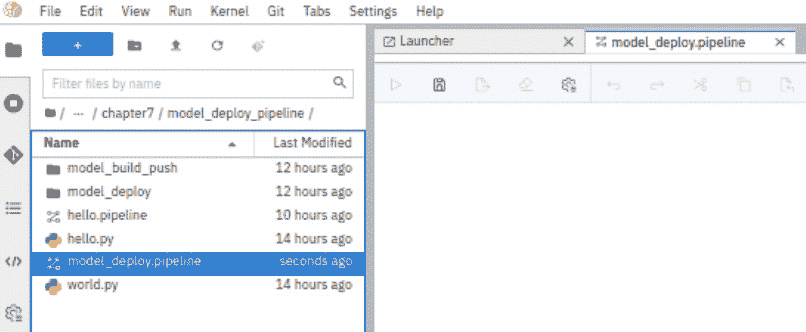 File Edit View Run Kernel Git Tabs Settings Help
Launcher
model_deploy.pipeline
Filter files by name
/ ... / chapter7 / model_deploy_pipeline /
Name Last Modified
model_build_push 12 hours ago
model_deploy 12 hours ago
hello.pipeline 10 hours ago
hello.py 14 hours ago
model_deploy.pipeline seconds ago
world.py 14 hours ago